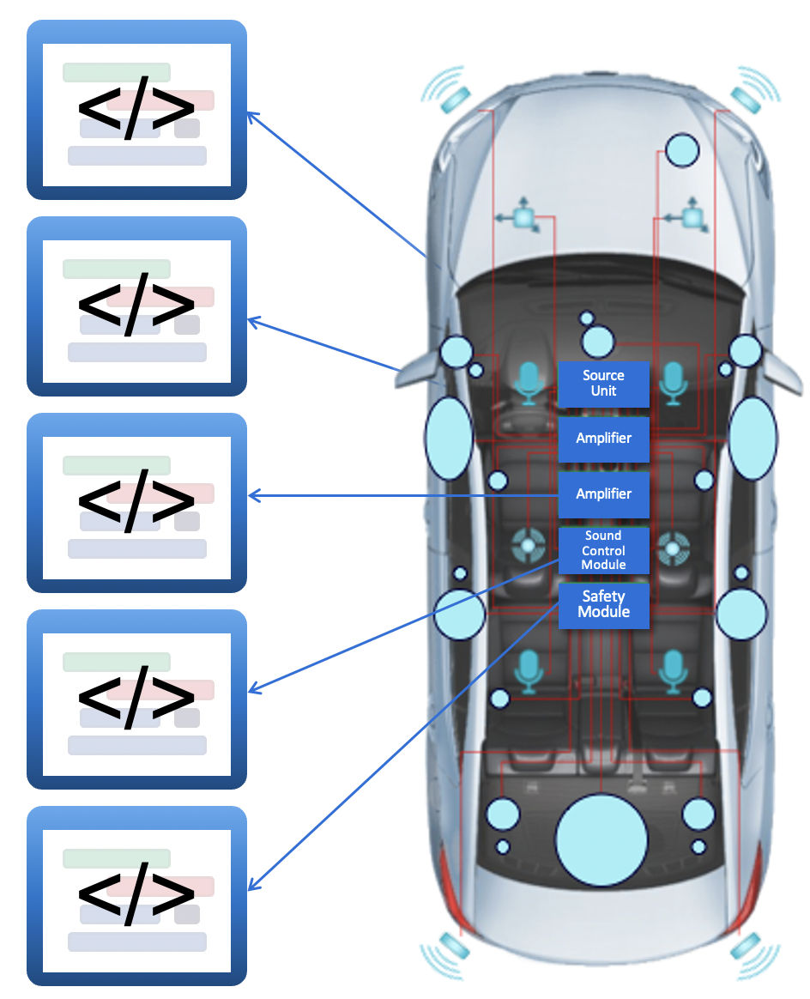 </>
</>
</>
</>
</>
Source
Unit
Amplifier
Amplifier
Sound
Control
Module
Safety
Module